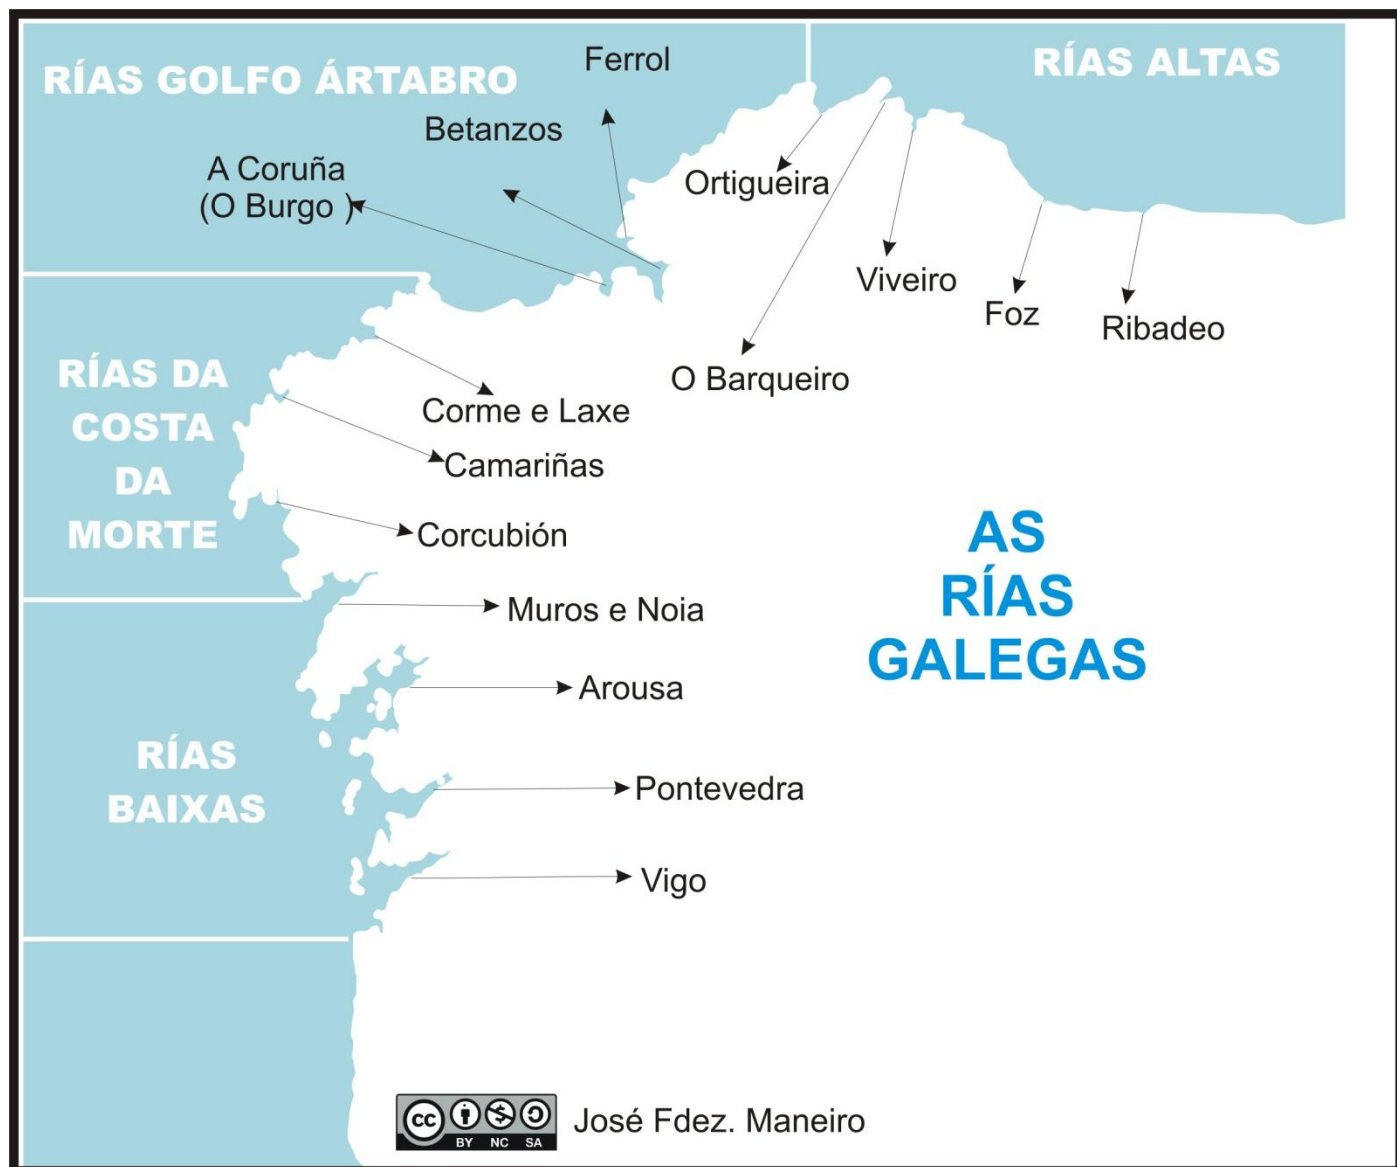 RÍAS GOLFO ÁRTABRO
Ferrol
RÍAS ALTAS
Betanzos
A Coruña
(O Burgo )
Ortigueira
Viveiro
Foz
Ribadeo
O Barqueiro
RÍAS DA
COSTA
DA
MORTE
Corme e Laxe
Camariñas
Corcubión
AS
RÍAS
GALEGAS
Muros e Noia
Arousa
RÍAS
BAIXAS
Pontevedra
Vigo
cc BY NC SA
José Fdez. Maneiro